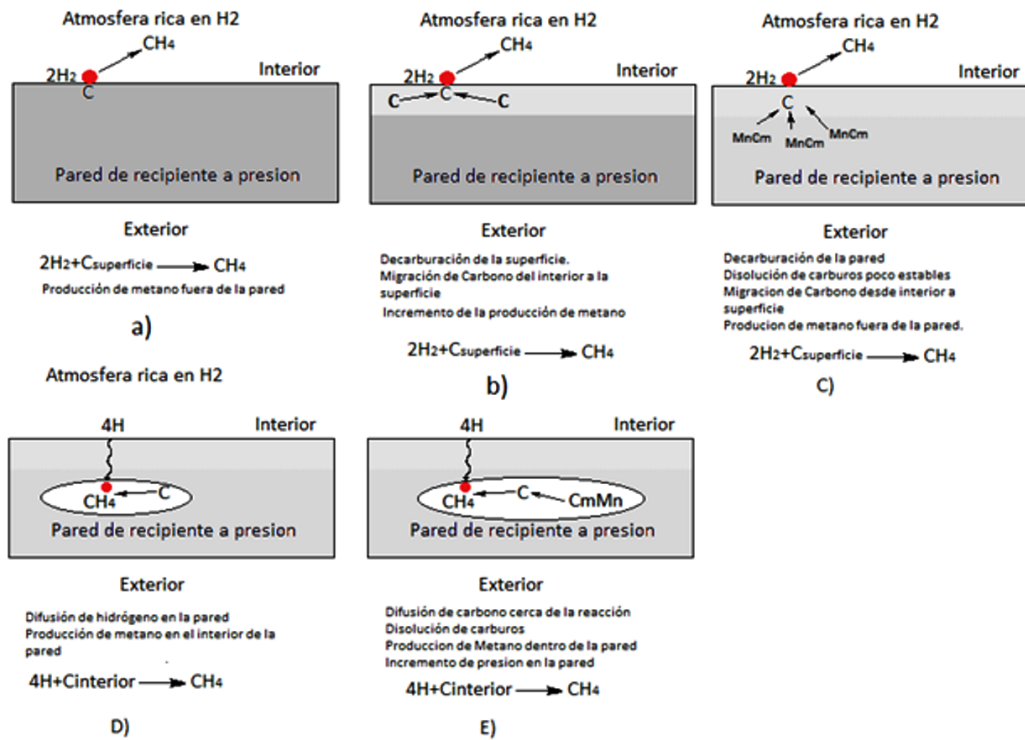 Atmosfera rica en H2
CH4
2H2
C
Interior
Pared de recipiente a presion
Exterior
2H2+Csuperficie CH4
Producción de metano fuera de la pared
a)
Atmosfera rica en H2
CH4
2H2
C
C
C
Interior
Pared de recipiente a presion
Exterior
Decarburación de la superficie.
Migración de Carbono del interior a la
superficie
Incremento de la producción de metano
2H2+Csuperficie CH4
b)
Atmosfera rica en H2
CH4
2H2
Interior
C
MnCm
MnCm
MnCm
Pared de recipiente a presion
Exterior
Decarburación de la pared
Disolución de carburos poco estables
Migracion de Carbono desde interior a
superficie
Producion de metano fuera de la pared.
2H2+Csuperficie CH4
C)
Atmosfera rica en H2
4H
Interior
CH4
C
Pared de recipiente a presion
Exterior
Difusión de hidrógeno en la pared
Producción de metano en el interior de la
pared
4H+Cinterior CH4
D)
4H
Interior
CH4
C
CmMn
Pared de recipiente a presion
Exterior
Difusión de carbono cerca de la reacción
Disolución de carburos
Produccion de Metano dentro de la pared
Incremento de presion en la pared
4H+Cinterior CH4
E)